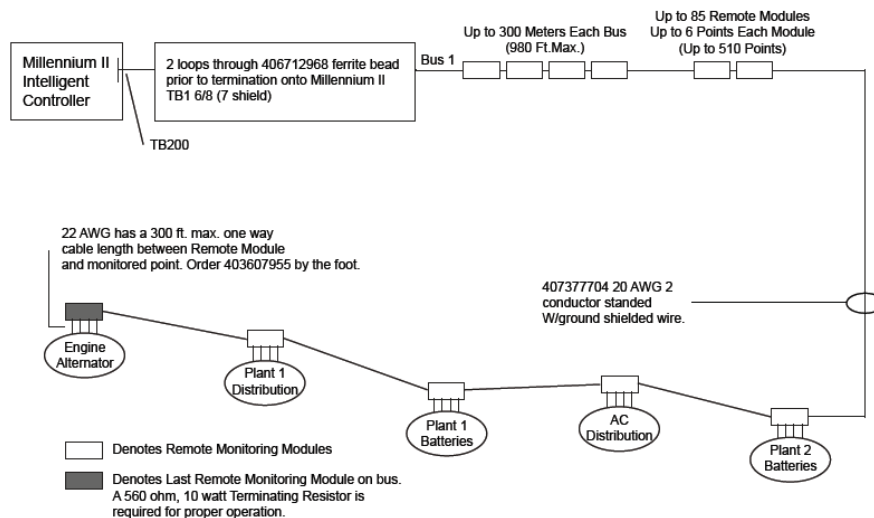 Millennium II
Intelligent
Controller
2 loops through 406712968 ferrite bead
prior to termination onto Millennium II
TB1 6/8 (7 shield)
Bus 1
Up to 300 Meters Each Bus
(980 Ft.Max.)
Up to 85 Remote Modules
Up to 6 Points Each Module
(Up to 510 Points)
TB200
22 AWG has a 300 ft. max. one way
cable length between Remote Module
and monitored point. Order 403607955 by the foot.
407377704 20 AWG 2
conductor standed
W/ground shielded wire.
Engine
Alternator
Plant 1
Distribution
Plant 1
Batteries
AC
Distribution
Plant 2
Batteries
Denotes Remote Monitoring Modules
Denotes Last Remote Monitoring Module on bus.
A 560 ohm, 10 watt Terminating Resistor is
required for proper operation.